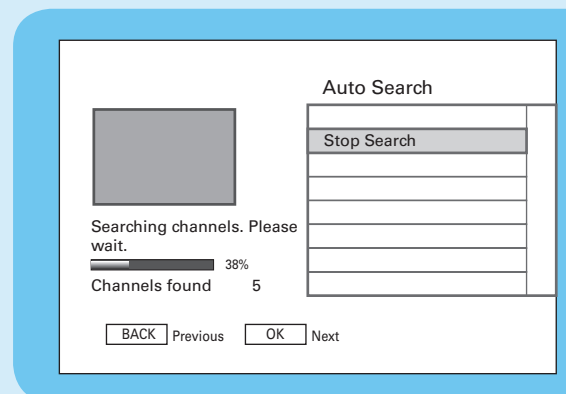 Auto Search
Stop Search
Searching channels. Please
wait.
38%
Channels found 5
BACK Previous OK Next